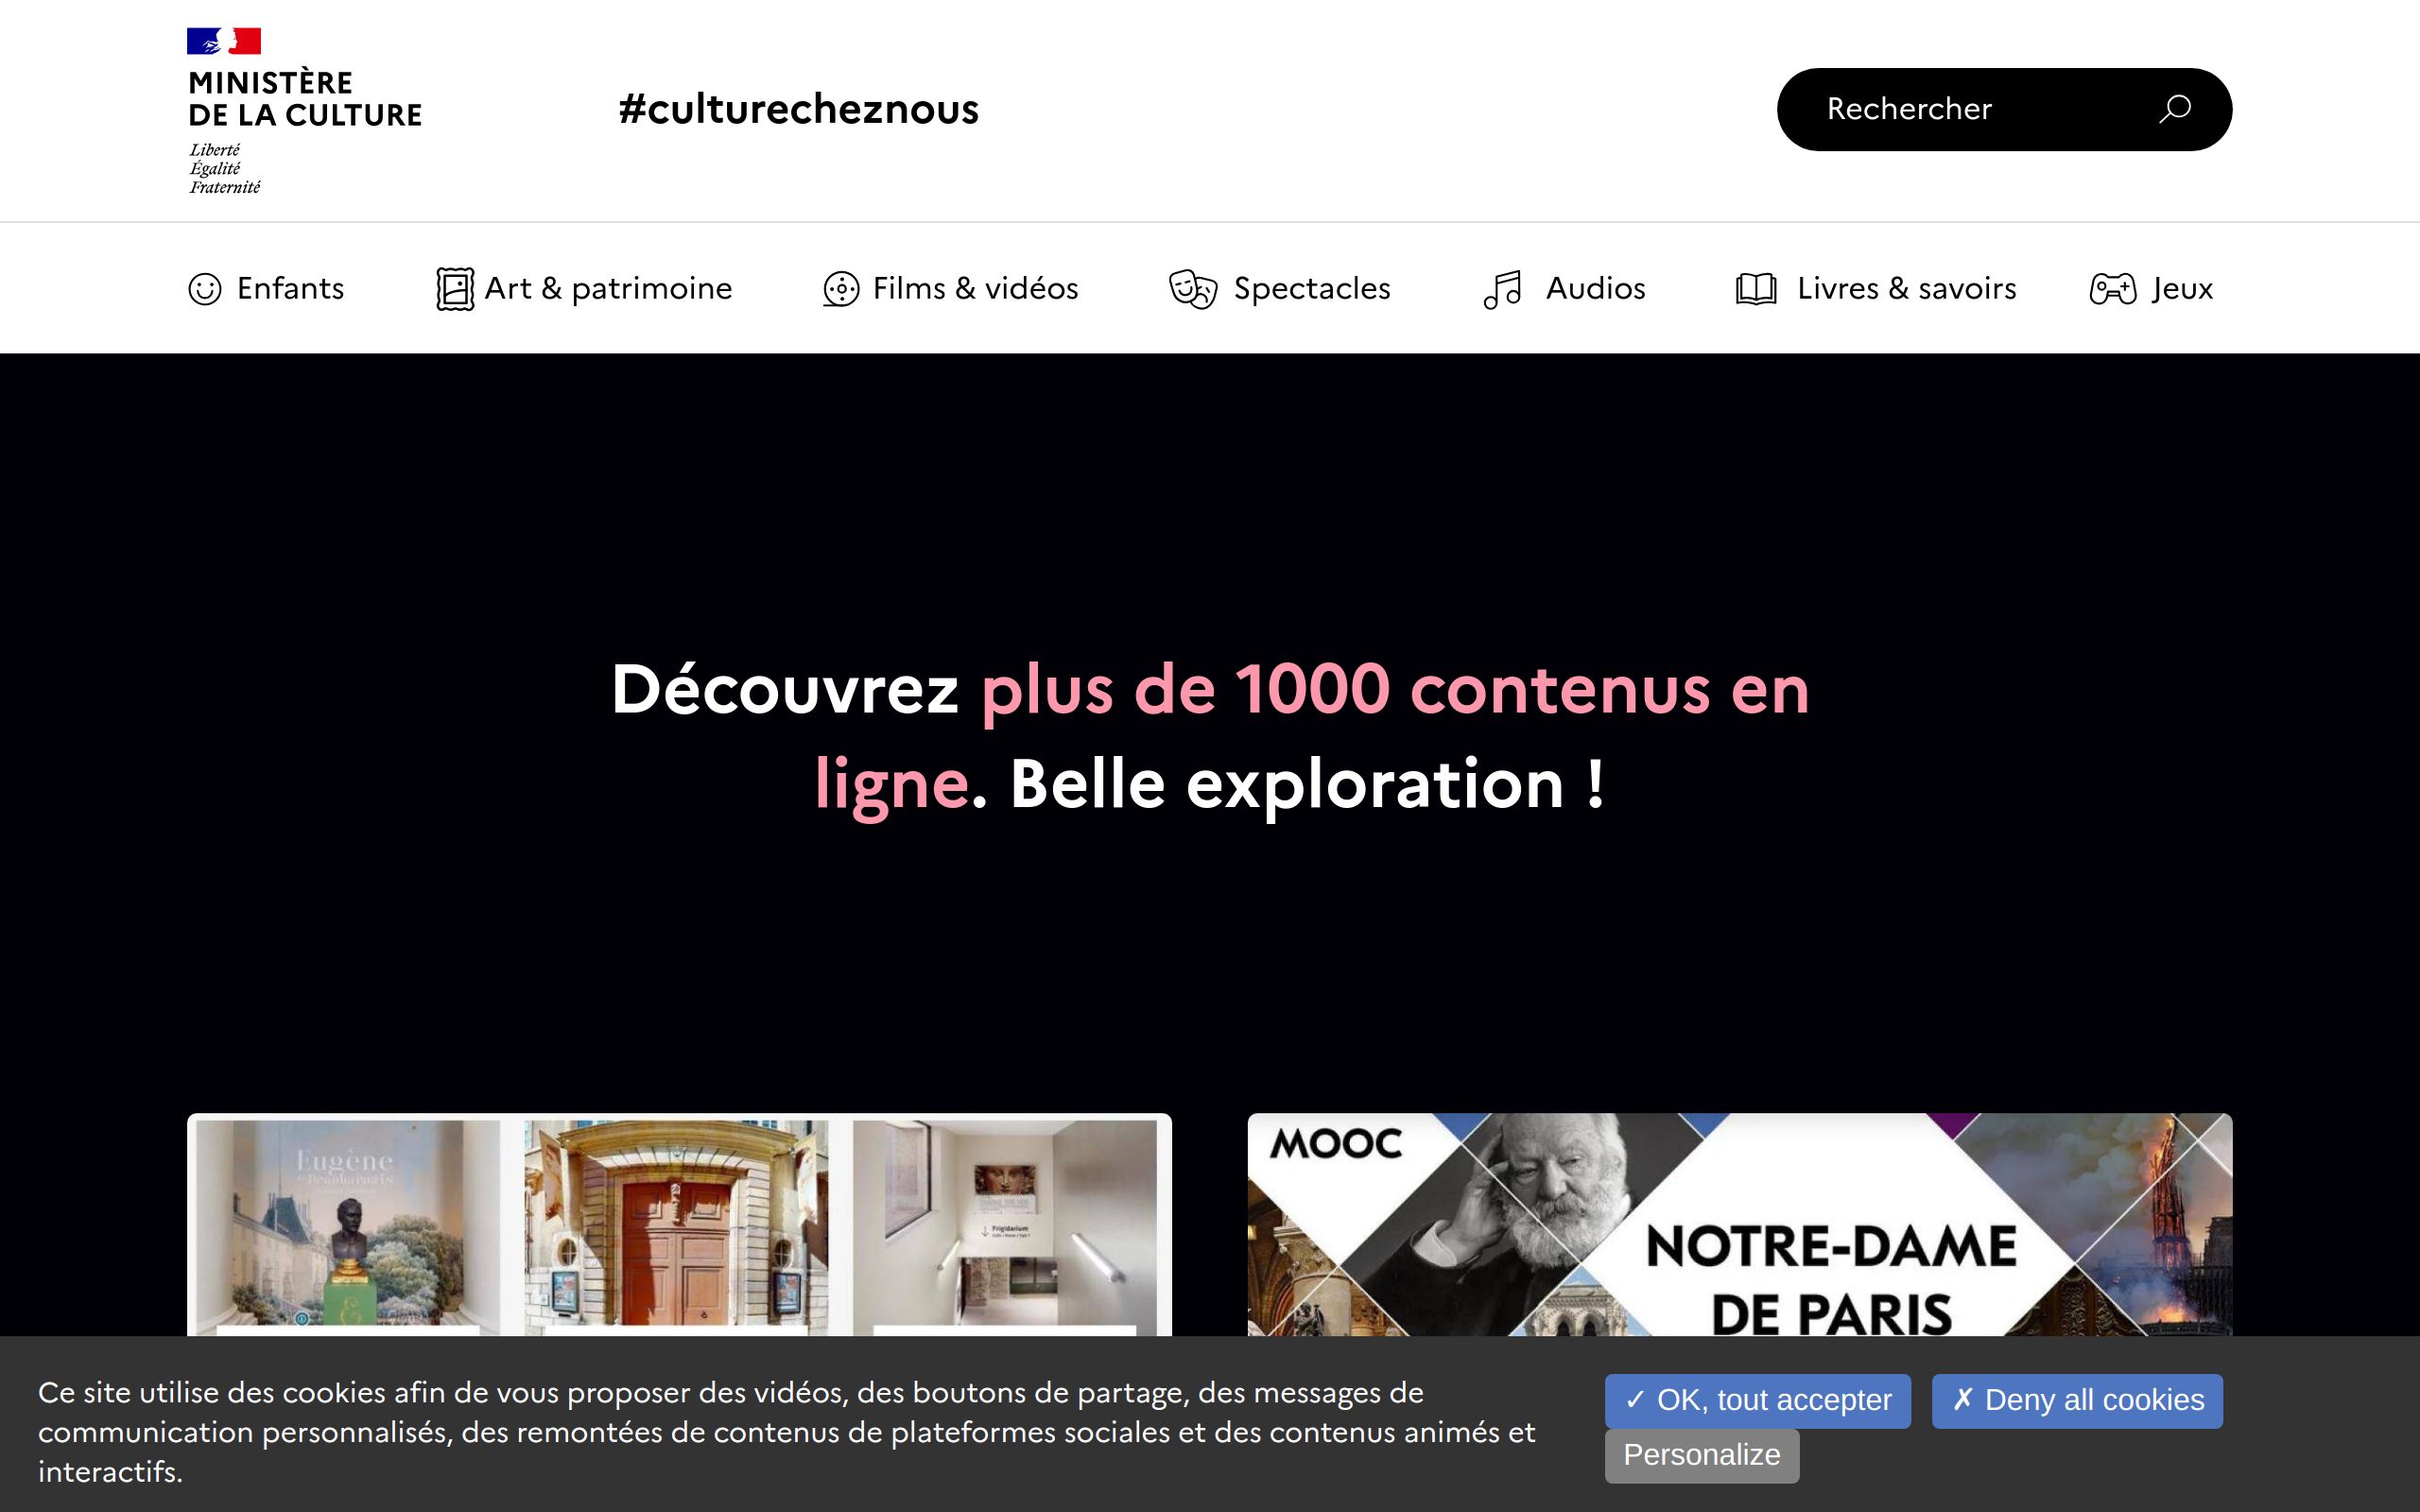 MINISTÈRE
DE LA CULTURE
Liberté
Égalité
Fraternité
#culturecheznous
Rechercher
Enfants
Art & patrimoine
Films & vidéos
Spectacles
Audios
Livres & savoirs
Jeux
Découvrez plus de 1000 contenus en
ligne. Belle exploration !
Eugène
de Beauharnais
Frigidarium
MOOC
NOTRE-DAME
DE PARIS
Ce site utilise des cookies afin de vous proposer des vidéos, des boutons de partage, des messages de
communication personnalisés, des remontées de contenus de plateformes sociales et des contenus animés et
interactifs.
✓ OK, tout accepter
✗ Deny all cookies
Personalize